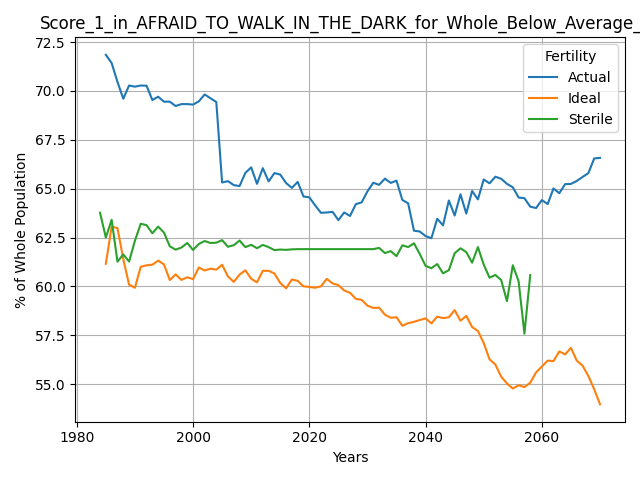 Score_1_in_AFRAID_TO_WALK_IN_THE_DARK_for_Whole_Below_Average_
72.5
70.0
67.5
65.0
62.5
60.0
57.5
55.0
% of Whole Population
Fertility
Actual
Ideal
Sterile
1980
2000
2020
2040
2060
Years